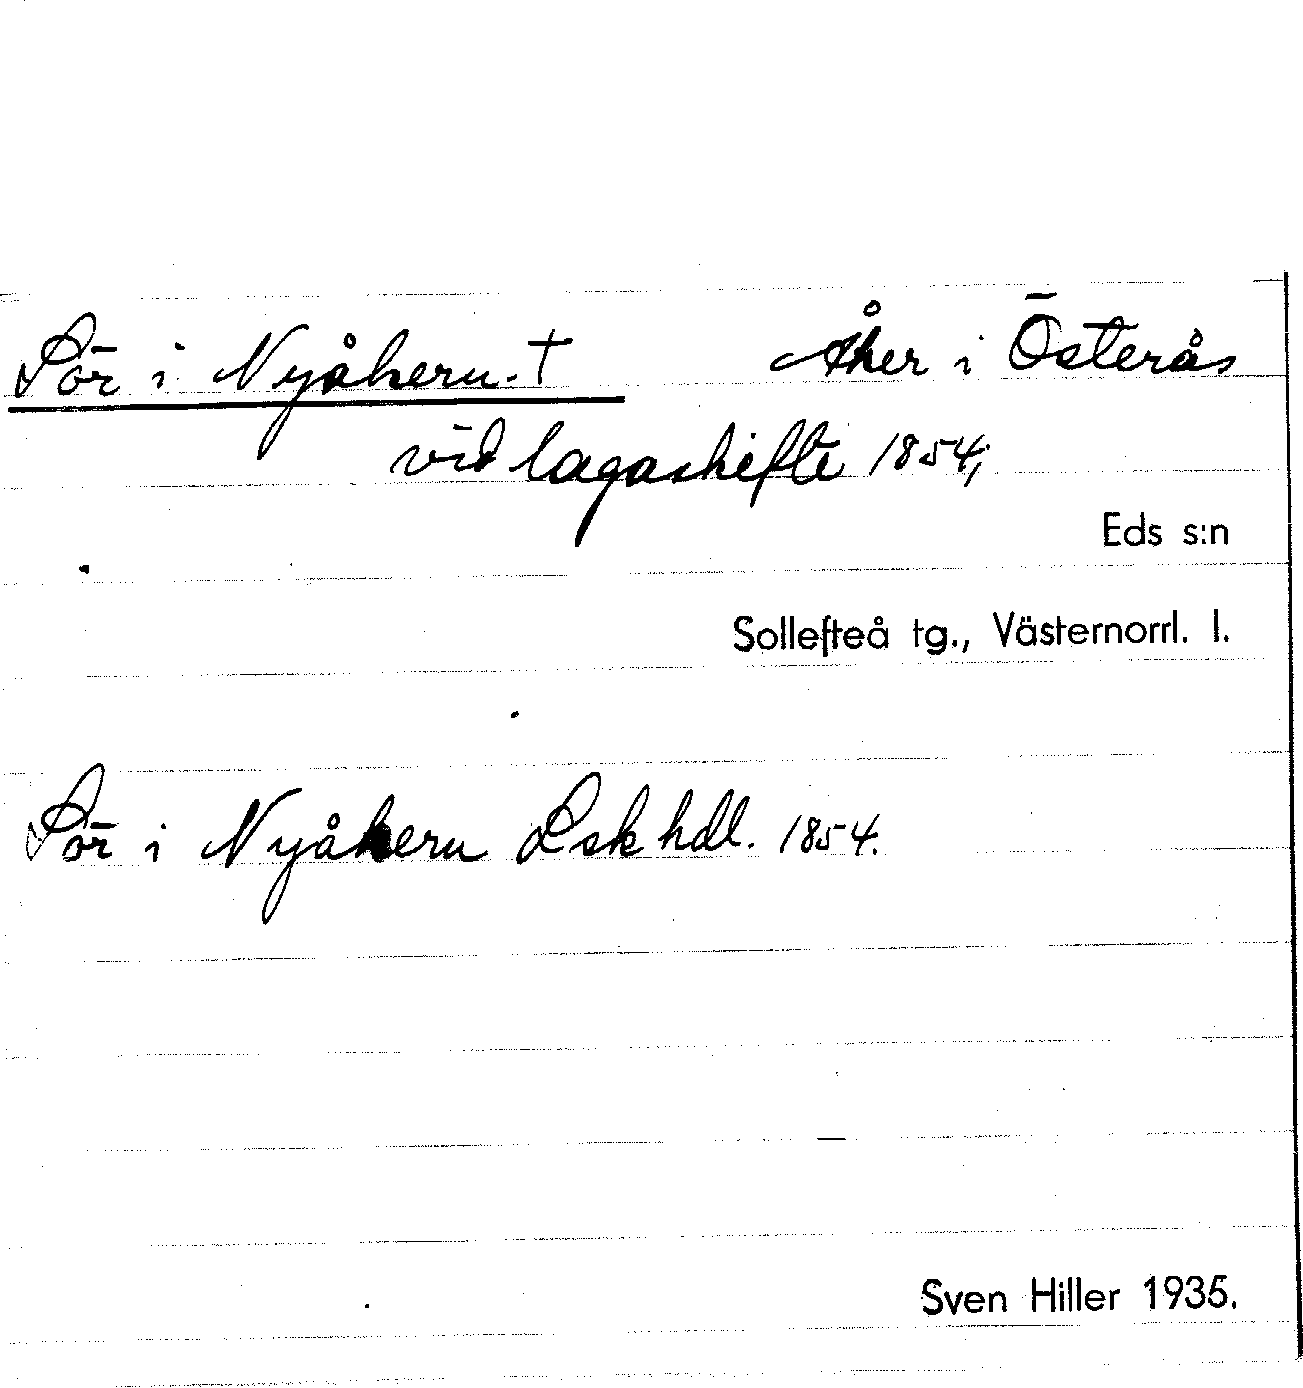 Sör i Nyåkern. † Åker i Österås
vid lagaskifte 1854;
Eds s:n
Sollefteå tg., Västernorrl. l.
Sör i Nyåkern Lsk hdl. 1854.
Sven Hiller 1935.